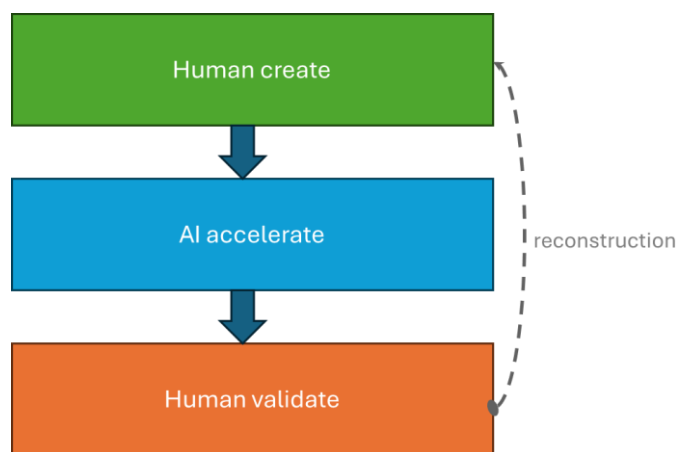 Human create
AI accelerate
reconstruction
Human validate